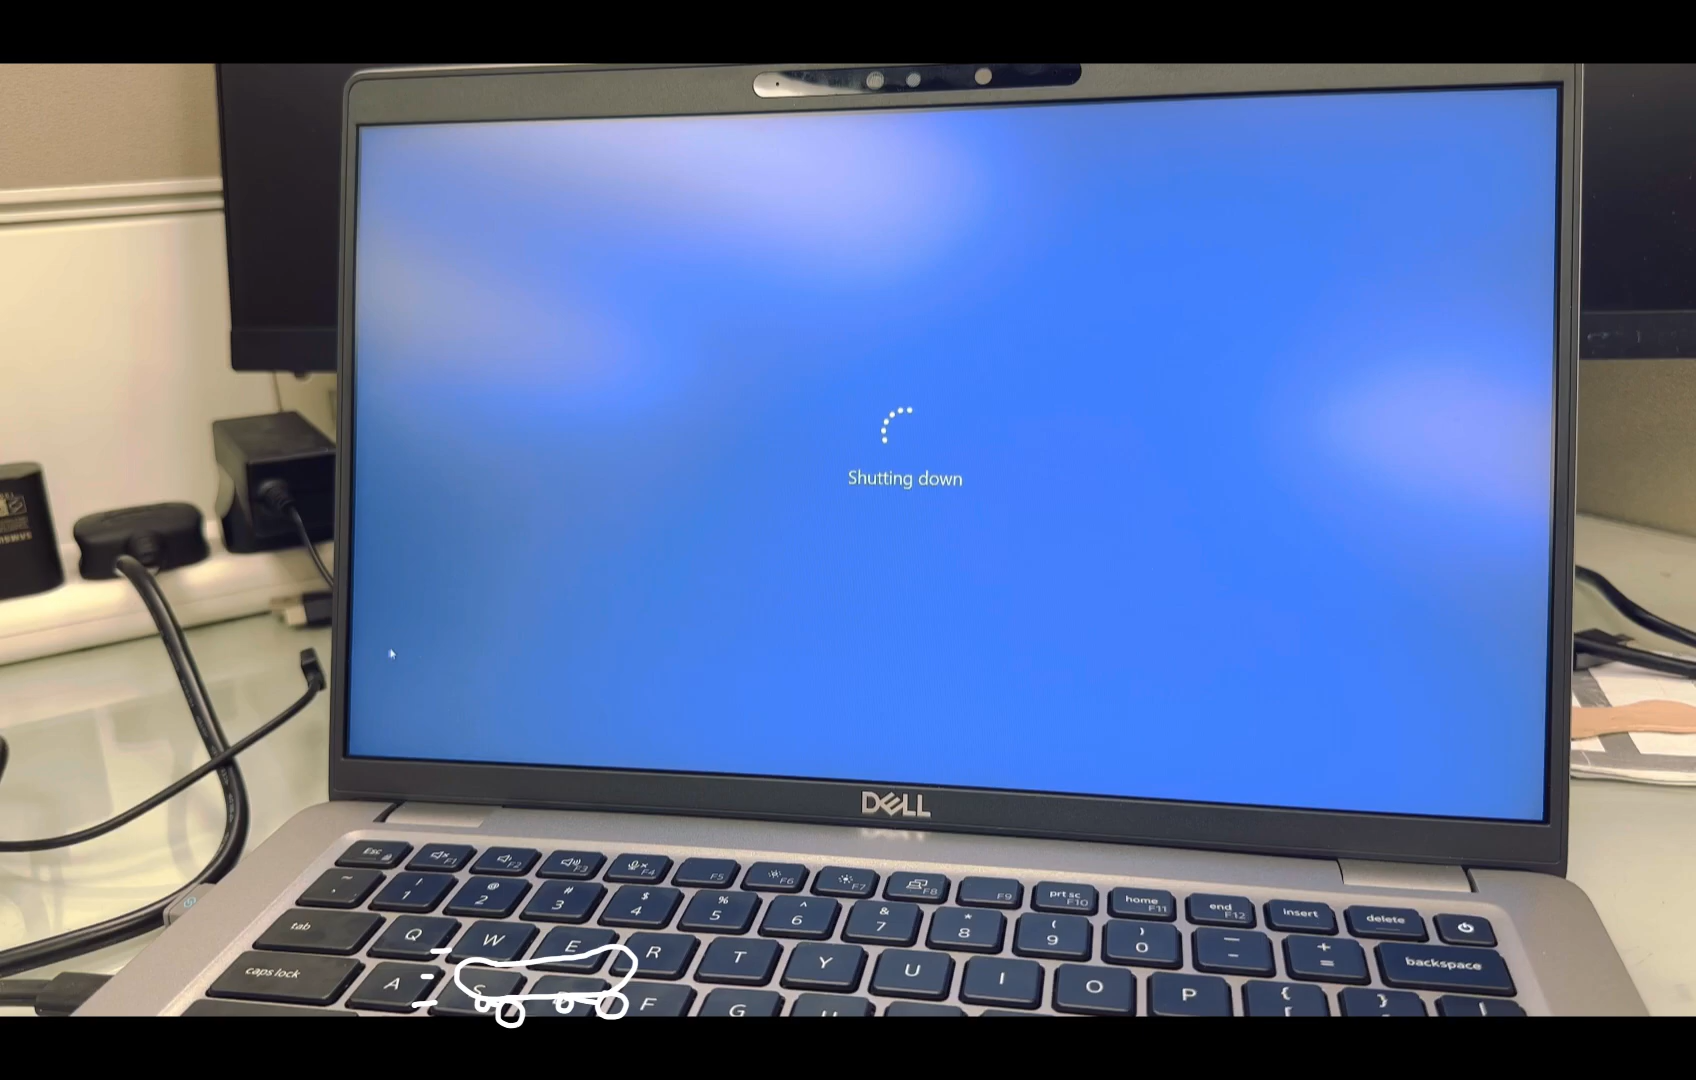 Shutting down
DELL
Esc F1 F2 F3 F4 F5 F6 F7 F8 F9 prt sc F10 home F11 end F12 insert delete
~ ! 1 @ 2 # 3 $ 4 % 5 ^ 6 & 7 * 8 ( 9 ) 0 — - + = backspace
tab Q W E R T Y U I O P { [ }
caps lock A S F G